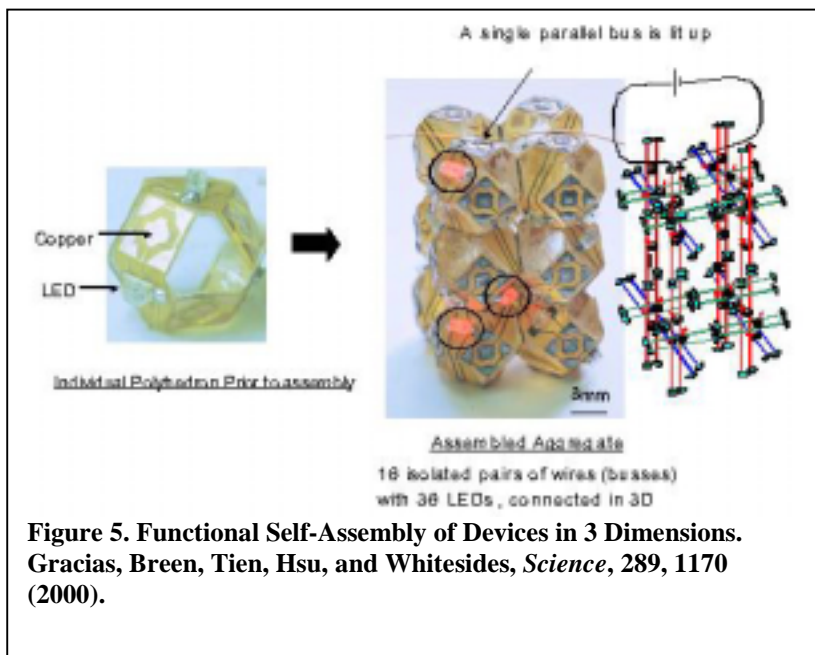 A single parallel bus is lit up
Copper
LED
Individual Polyhedron Prior to assembly
3mm
Assembled Aggregate
16 isolated pairs of wires (busses)
with 36 LEDs, connected in 3D
Figure 5. Functional Self-Assembly of Devices in 3 Dimensions.
Gracias, Breen, Tien, Hsu, and Whitesides, Science, 289, 1170
(2000).